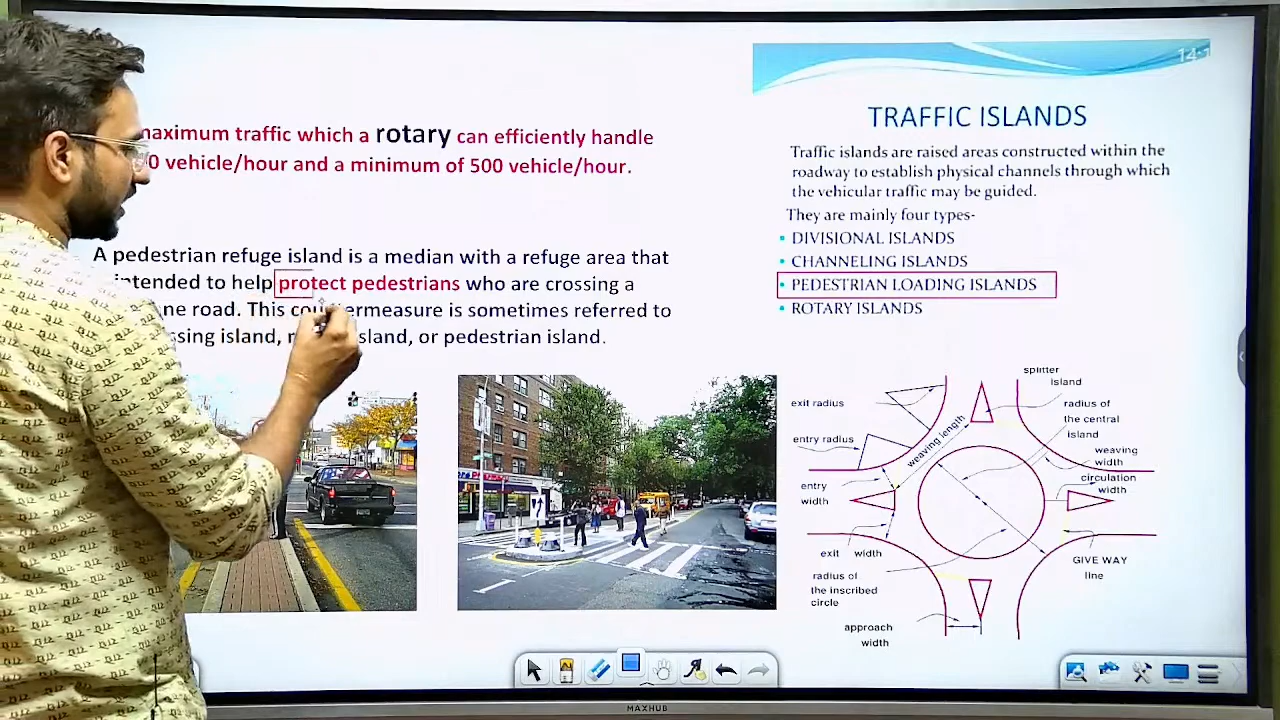 maximum traffic which a rotary can efficiently handle
0 vehicle/hour and a minimum of 500 vehicle/hour.
A pedestrian refuge island is a median with a refuge area that
intended to help protect pedestrians who are crossing a
road. This countermeasure is sometimes referred to
island, or pedestrian island.
TRAFFIC ISLANDS
Traffic islands are raised areas constructed within the
roadway to establish physical channels through which
the vehicular traffic may be guided.
They are mainly four types-
• DIVISIONAL ISLANDS
• CHANNELING ISLANDS
• PEDESTRIAN LOADING ISLANDS
• ROTARY ISLANDS
splitter
island
exit radius
radius of
the central
island
entry radius
weaving length
weaving
width
circulation
width
entry
width
exit width
GIVE WAY
line
radius of
the inscribed
circle
approach
width
MAXHUB